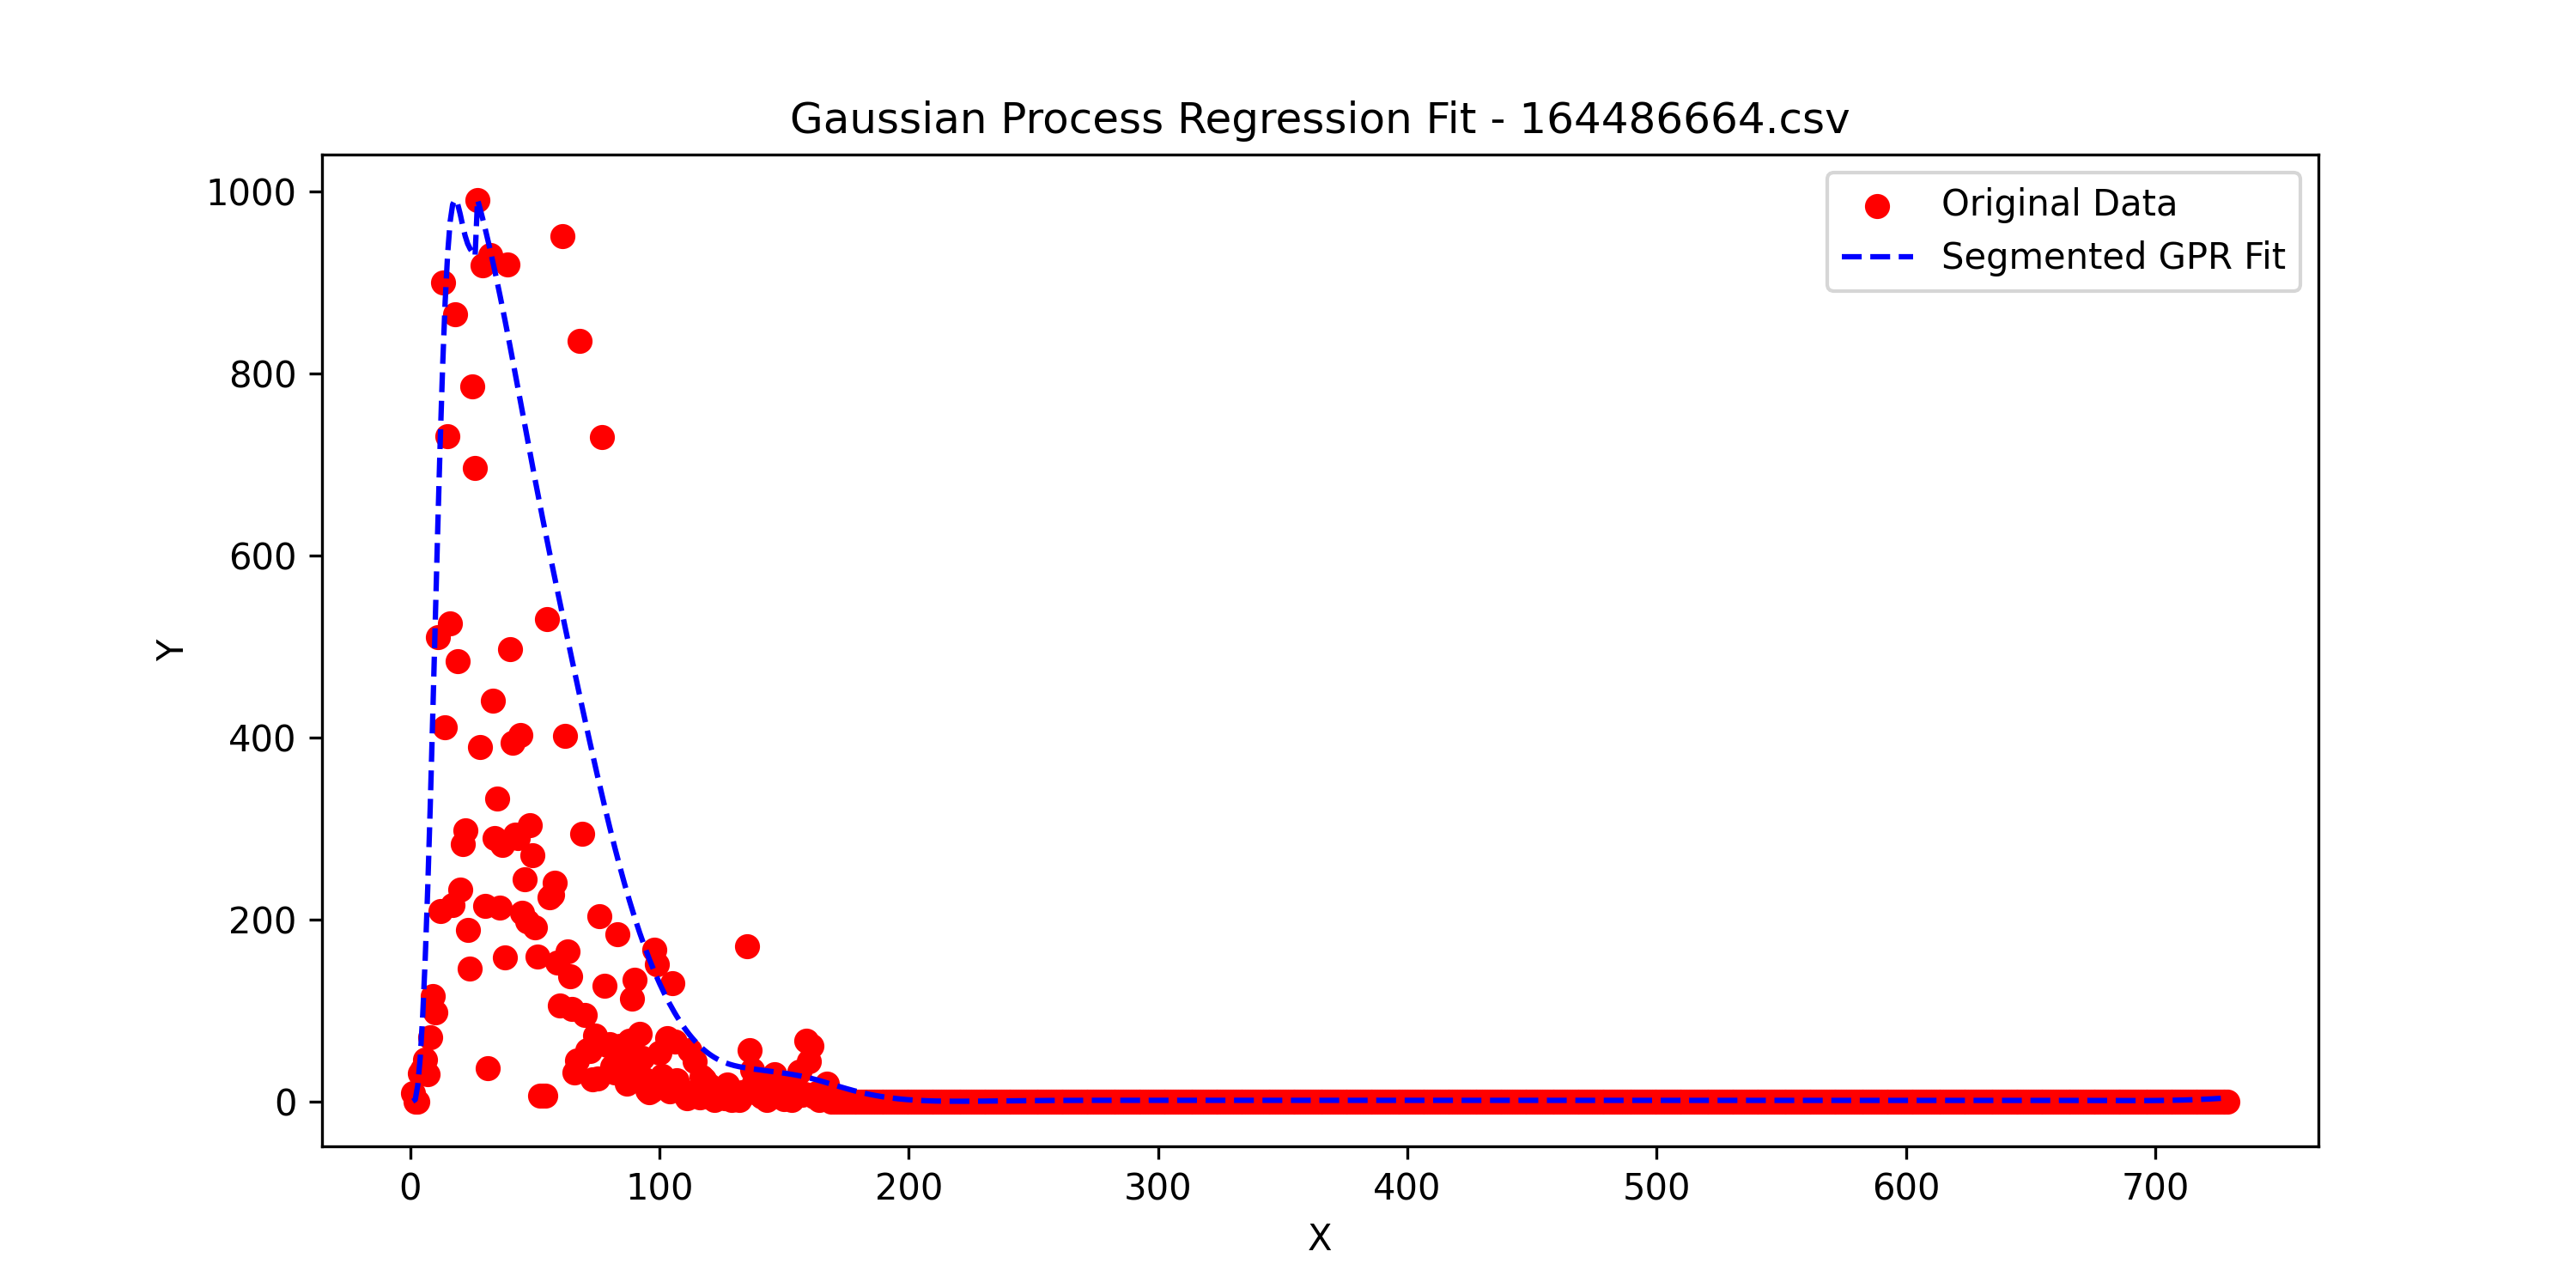 Gaussian Process Regression Fit - 164486664.csv
Original Data
Segmented GPR Fit
1000
800
600
400
200
0
Y
0 100 200 300 400 500 600 700
X